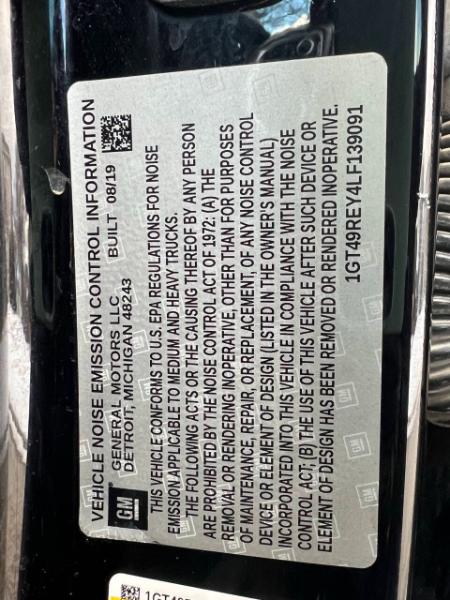 VEHICLE NOISE EMISSION CONTROL INFORMATION
GM
GENERAL MOTORS LLC
DETROIT, MICHIGAN 48243 BUILT 08/19
THIS VEHICLE CONFORMS TO U.S. EPA REGULATIONS FOR NOISE
EMISSION APPLICABLE TO MEDIUM AND HEAVY TRUCKS.
THE FOLLOWING ACTS OR THE CAUSING THEREOF BY ANY PERSON
ARE PROHIBITED BY THE NOISE CONTROL ACT OF 1972: (A) THE
REMOVAL OR RENDERING INOPERATIVE, OTHER THAN FOR PURPOSES
OF MAINTENANCE, REPAIR, OR REPLACEMENT, OF ANY NOISE CONTROL
DEVICE OR ELEMENT OF DESIGN (LISTED IN THE OWNER'S MANUAL)
INCORPORATED INTO THIS VEHICLE IN COMPLIANCE WITH THE NOISE
CONTROL ACT; (B) THE USE OF THIS VEHICLE AFTER SUCH DEVICE OR
ELEMENT OF DESIGN HAS BEEN REMOVED OR RENDERED INOPERATIVE.
1GT49REY4LF139091